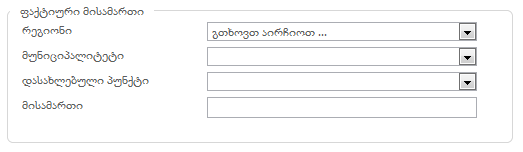 ფაქტიური მისამართი
რეგიონი
გთხოვთ აირჩიოთ ...
მუნიციპალიტეტი
დასახლებული პუნქტი
მისამართი